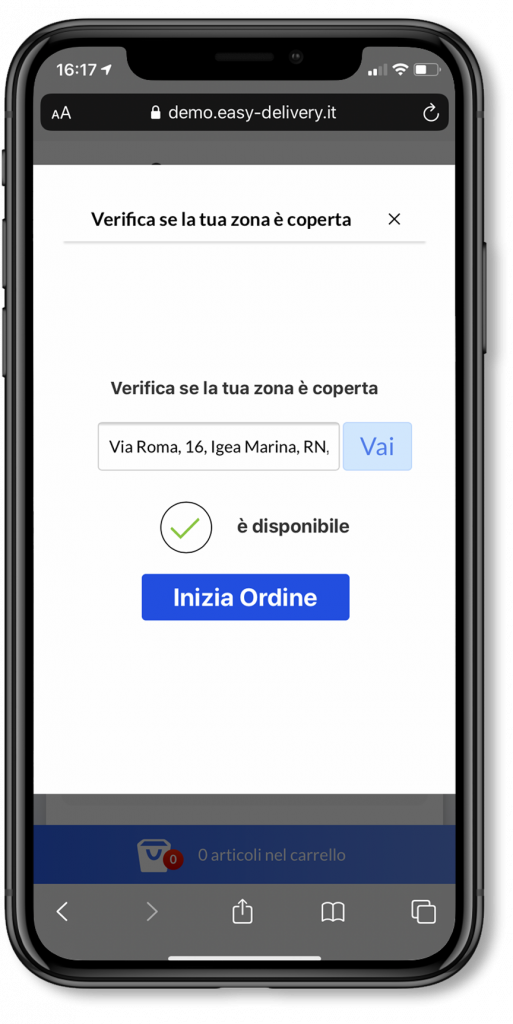 16:17
AA
demo.easy-delivery.it
Verifica se la tua zona è coperta
Verifica se la tua zona è coperta
Via Roma, 16, Igea Marina, RN,
Vai
è disponibile
Inizia Ordine
0
0 articoli nel carrello